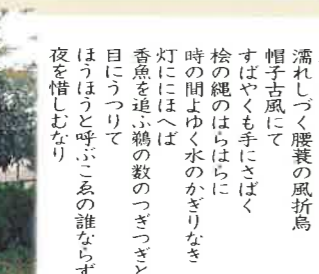 濡れしづく腰蓑の風折烏
帽子古風にて
すばやくも手にさばく
桧の縄のはらはらに
時の間よゆく水のかぎりなき
灯ににほへば
香魚を追ふ鵜の数のつぎつぎと
目にうつりて
ほうほうと呼ぶこゑの誰ならず
夜を惜しむなり